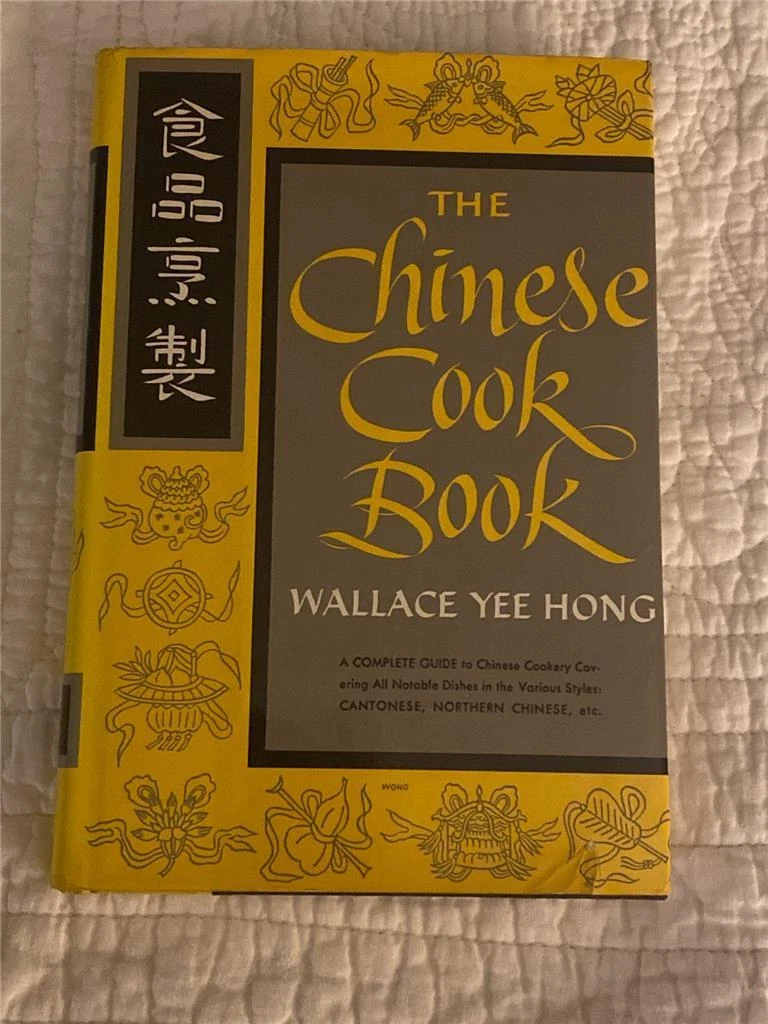 食品烹製
THE
Chinese
Cook
Book
WALLACE YEE HONG
A COMPLETE GUIDE to Chinese Cookery Cov-
ering All Notable Dishes in the Various Styles:
CANTONESE, NORTHERN CHINESE, etc.
WONG